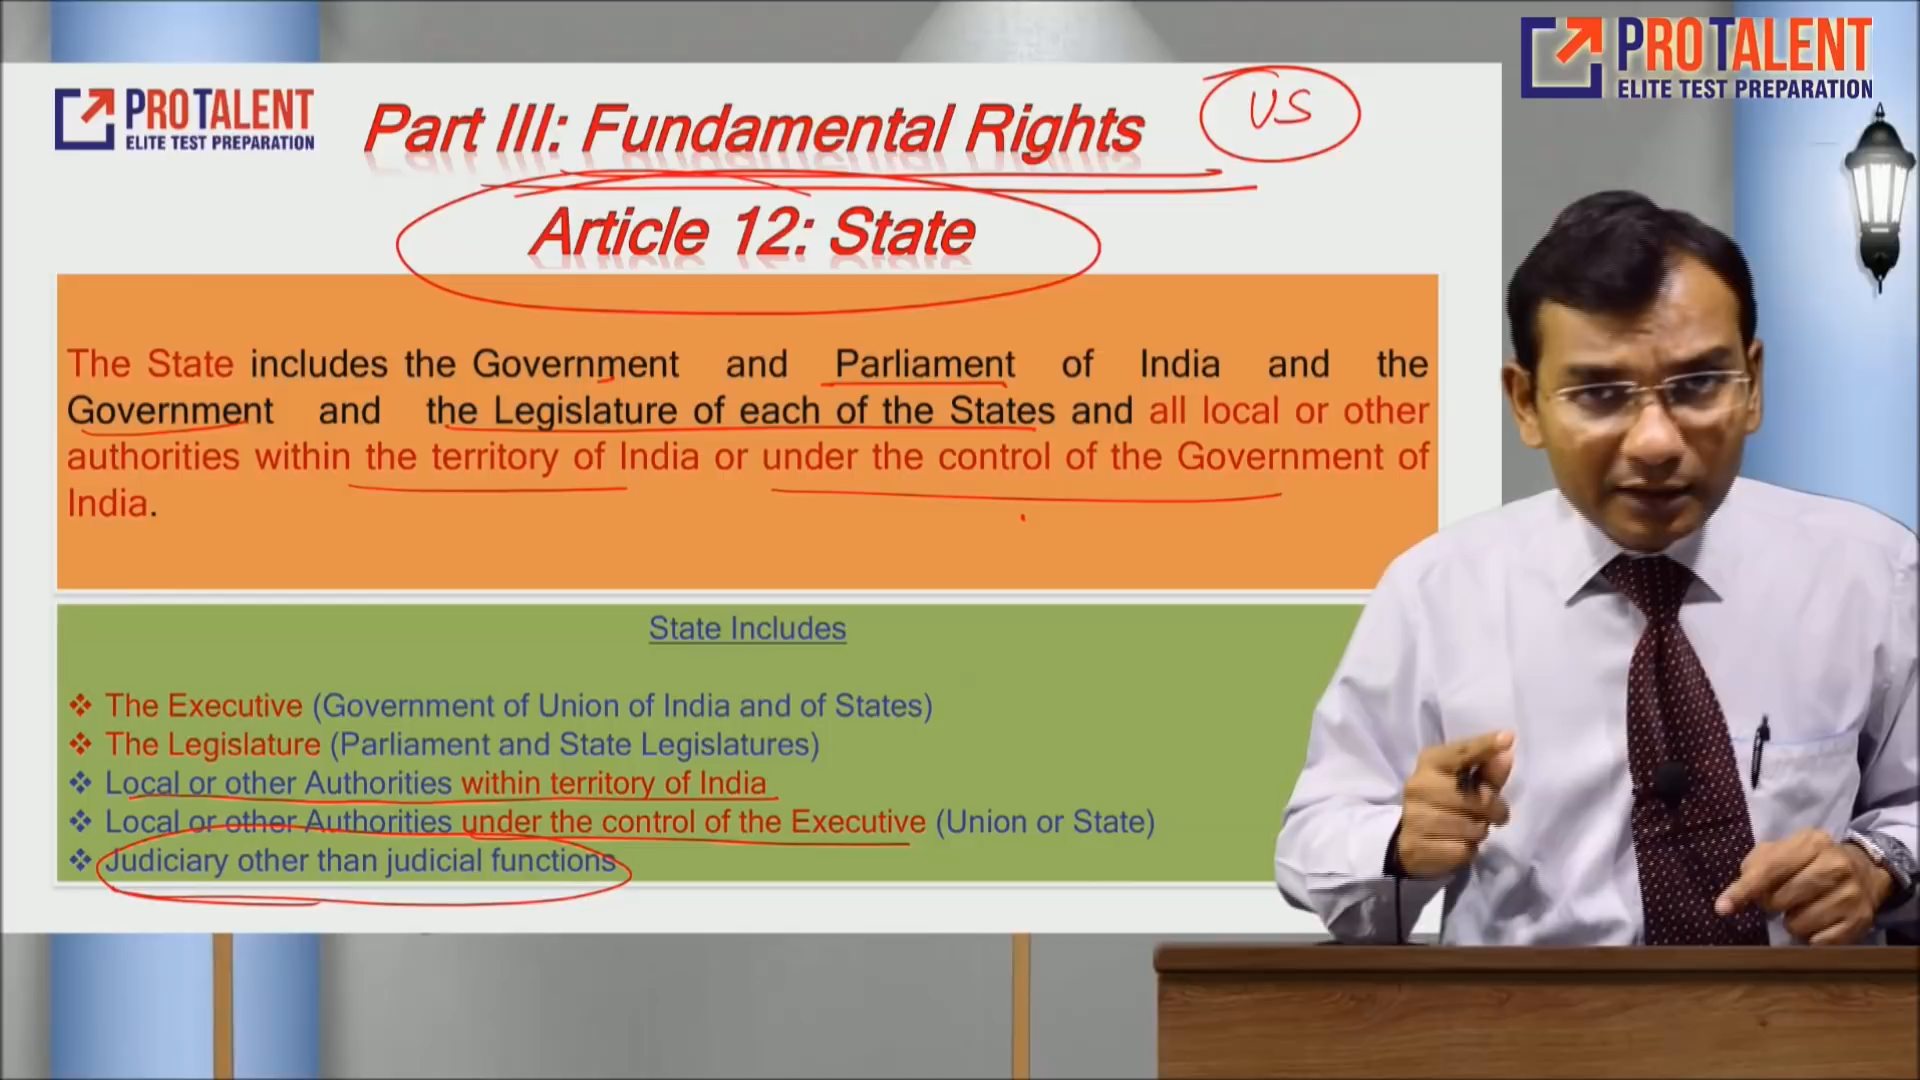 PROTALENT
ELITE TEST PREPARATION
PROTALENT
ELITE TEST PREPARATION
Part III: Fundamental Rights
US
Article 12: State
The State includes the Government and Parliament of India and the
Government and the Legislature of each of the States and all local or other
authorities within the territory of India or under the control of the Government of
India.
State Includes
❖ The Executive (Government of Union of India and of States)
❖ The Legislature (Parliament and State Legislatures)
❖ Local or other Authorities within territory of India
❖ Local or other Authorities under the control of the Executive (Union or State)
❖ Judiciary other than judicial functions